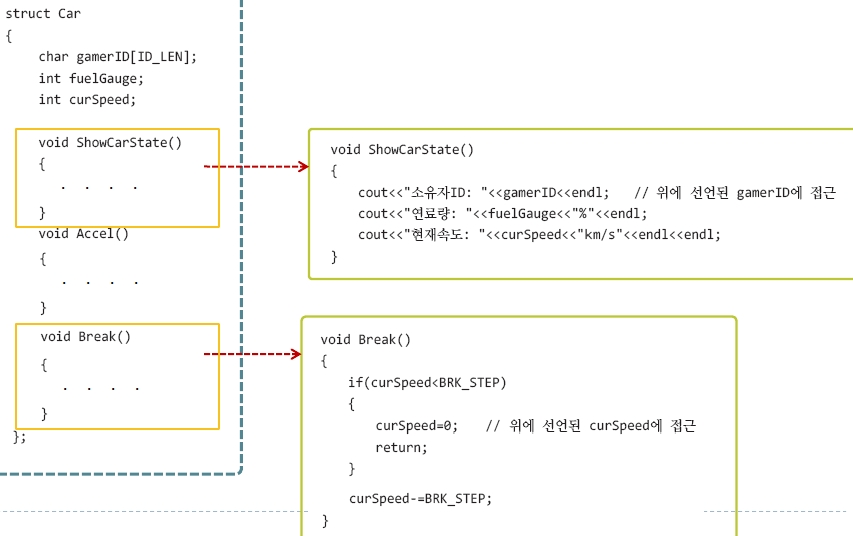 struct Car
{
char gamerID[ID_LEN];
int fuelGauge;
int curSpeed;
void ShowCarState()
{
. . . .
}
void Accel()
{
. . . .
}
void Break()
{
. . . .
}
};
void ShowCarState()
{
cout<<"소유자ID: "<<gamerID<<endl; // 위에 선언된 gamerID에 접근
cout<<"연료량: "<<fuelGauge<<"%"<<endl;
cout<<"현재속도: "<<curSpeed<<"km/s"<<endl<<endl;
}
void Break()
{
if(curSpeed<BRK_STEP)
{
curSpeed=0; // 위에 선언된 curSpeed에 접근
return;
}
curSpeed-=BRK_STEP;
}